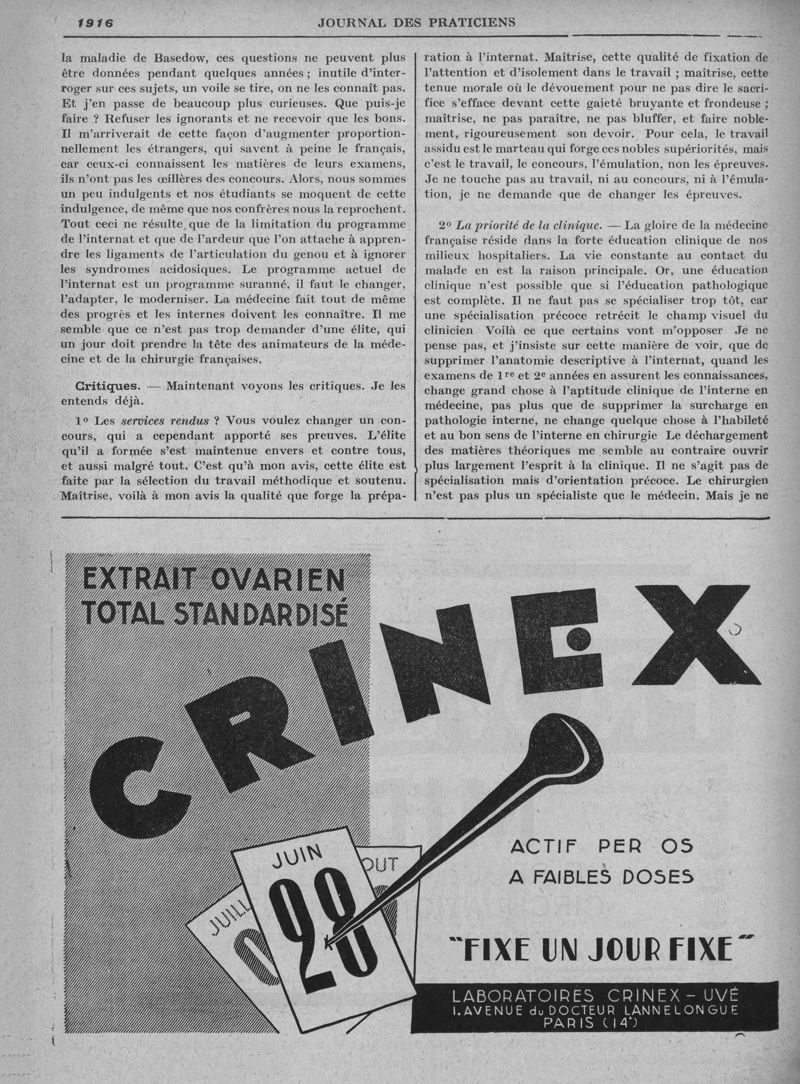 1916
JOURNAL DES PRATICIENS
la maladie de Basedow, ces questions ne peuvent plus
être données pendant quelques années ; inutile d'inter-
roger sur ces sujets, un voile se tire, on ne les connaît pas.
Et j'en passe de beaucoup plus curieuses. Que puis-je
faire ? Refuser les ignorants et ne recevoir que les bons.
Il m'arriverait de cette façon d'augmenter proportion-
nellement les étrangers, qui savent à peine le français,
car ceux-ci connaissent les matières de leurs examens,
ils n'ont pas les œillères des concours. Alors, nous sommes
un peu indulgents et nos étudiants se moquent de cette
indulgence, de même que nos confrères nous la reprochent.
Tout ceci ne résulte que de la limitation du programme
de l'internat et que de l'ardeur que l'on attache à appren-
dre les ligaments de l'articulation du genou et à ignorer
les syndromes acidosiques. Le programme actuel de
l'internat est un programme suranné, il faut le changer,
l'adapter, le moderniser. La médecine fait tout de même
des progrès et les internes doivent les connaître. Il me
semble que ce n'est pas trop demander d'une élite, qui
un jour doit prendre la tête des animateurs de la méde-
cine et de la chirurgie françaises.
Critiques. — Maintenant voyons les critiques. Je les
entends déjà.
1º Les services rendus ? Vous voulez changer un con-
cours, qui a cependant apporté ses preuves. L'élite
qu'il a formée s'est maintenue envers et contre tous,
et aussi malgré tout. C'est qu'à mon avis, cette élite est
faite par la sélection du travail méthodique et soutenu.
Maîtrise, voilà à mon avis la qualité que forge la prépa-
ration à l'internat. Maîtrise, cette qualité de fixation de
l'attention et d'isolement dans le travail ; maîtrise, cette
tenue morale où le dévouement pour ne pas dire le sacri-
fice s'efface devant cette gaieté bruyante et frondeuse ;
maîtrise, ne pas paraître, ne pas bluffer, et faire noble-
ment, rigoureusement son devoir. Pour cela, le travail
assidu est le marteau qui forge ces nobles supériorités, mais
c'est le travail, le concours, l'émulation, non les épreuves.
Je ne touche pas au travail, ni au concours, ni à l'émula-
tion, je ne demande que de changer les épreuves.
2º La priorité de la clinique. — La gloire de la médecine
française réside dans la forte éducation clinique de nos
milieux hospitaliers. La vie constante au contact du
malade en est la raison principale. Or, une éducation
clinique n'est possible que si l'éducation pathologique
est complète. Il ne faut pas se spécialiser trop tôt, car
une spécialisation précoce retrécit le champ visuel du
clinicien Voilà ce que certains vont m'opposer Je ne
pense pas, et j'insiste sur cette manière de voir, que de
supprimer l'anatomie descriptive à l'internat, quand les
examens de 1re et 2e années en assurent les connaissances,
change grand chose à l'aptitude clinique de l'interne en
médecine, pas plus que de supprimer la surcharge en
pathologie interne, ne change quelque chose à l'habileté
et au bon sens de l'interne en chirurgie Le déchargement
des matières théoriques me semble au contraire ouvrir
plus largement l'esprit à la clinique. Il ne s'agit pas de
spécialisation mais d'orientation précoce. Le chirurgien
n'est pas plus un spécialiste que le médecin. Mais je ne
EXTRAIT OVARIEN
TOTAL STANDARDISÉ
CRINEX
JUILL
JUIN
OUT
28
ACTIF PER OS
A FAIBLES DOSES
"FIXE UN JOUR FIXE"
LABORATOIRES CRINEX - UVÉ
1. AVENUE du DOCTEUR LANNELONGUE
PARIS (14°)